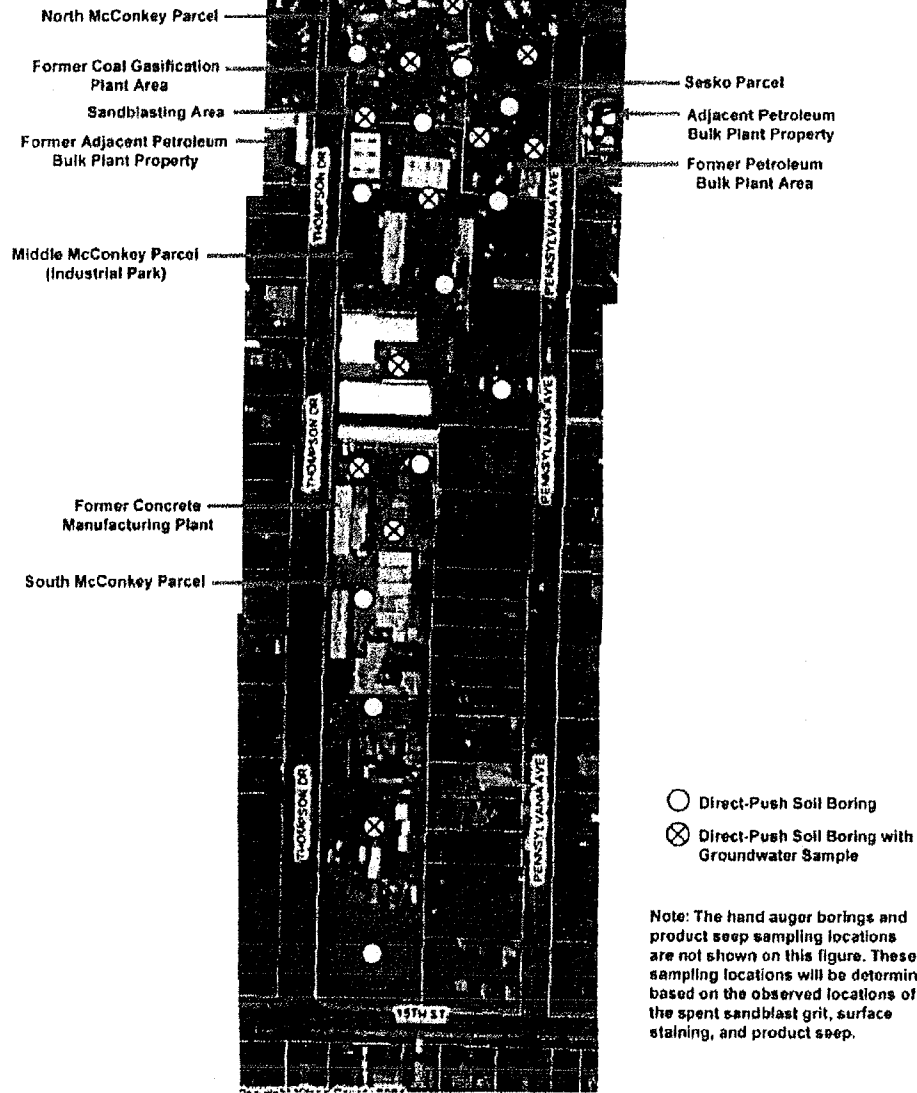 North McConkey Parcel
Former Coal Gasification
Plant Area
Sandblasting Area
Former Adjacent Petroleum
Bulk Plant Property
Middle McConkey Parcel
(Industrial Park)
Former Concrete
Manufacturing Plant
South McConkey Parcel
Sesko Parcel
Adjacent Petroleum
Bulk Plant Property
Former Petroleum
Bulk Plant Area
THOMPSON DR
PENNSYLVANIA AVE
THOMPSON DR
PENNSYLVANIA AVE
THOMPSON DR
PENNSYLVANIA AVE
15TH ST
Direct-Push Soil Boring
Direct-Push Soil Boring with
Groundwater Sample
Note: The hand auger borings and
product seep sampling locations
are not shown on this figure. These
sampling locations will be determin
based on the observed locations of
the spent sandblast grit, surface
staining, and product seep.